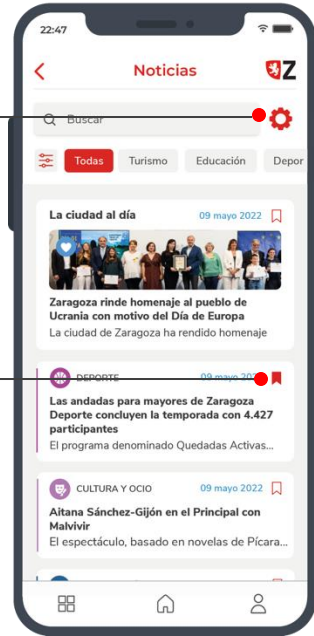 22:47
Noticias
Z
Buscar
Todas Turismo Educación Depor
La ciudad al día 09 mayo 2022
Zaragoza rinde homenaje al pueblo de
Ucrania con motivo del Día de Europa
La ciudad de Zaragoza ha rendido homenaje
DEPORTE 09 mayo 202
Las andadas para mayores de Zaragoza
Deporte concluyen la temporada con 4.427
participantes
El programa denominado Quedadas Activas...
CULTURA Y OCIO 09 mayo 2022
Aitana Sánchez-Gijón en el Principal con
Malvivir
El espectáculo, basado en novelas de Pícara...